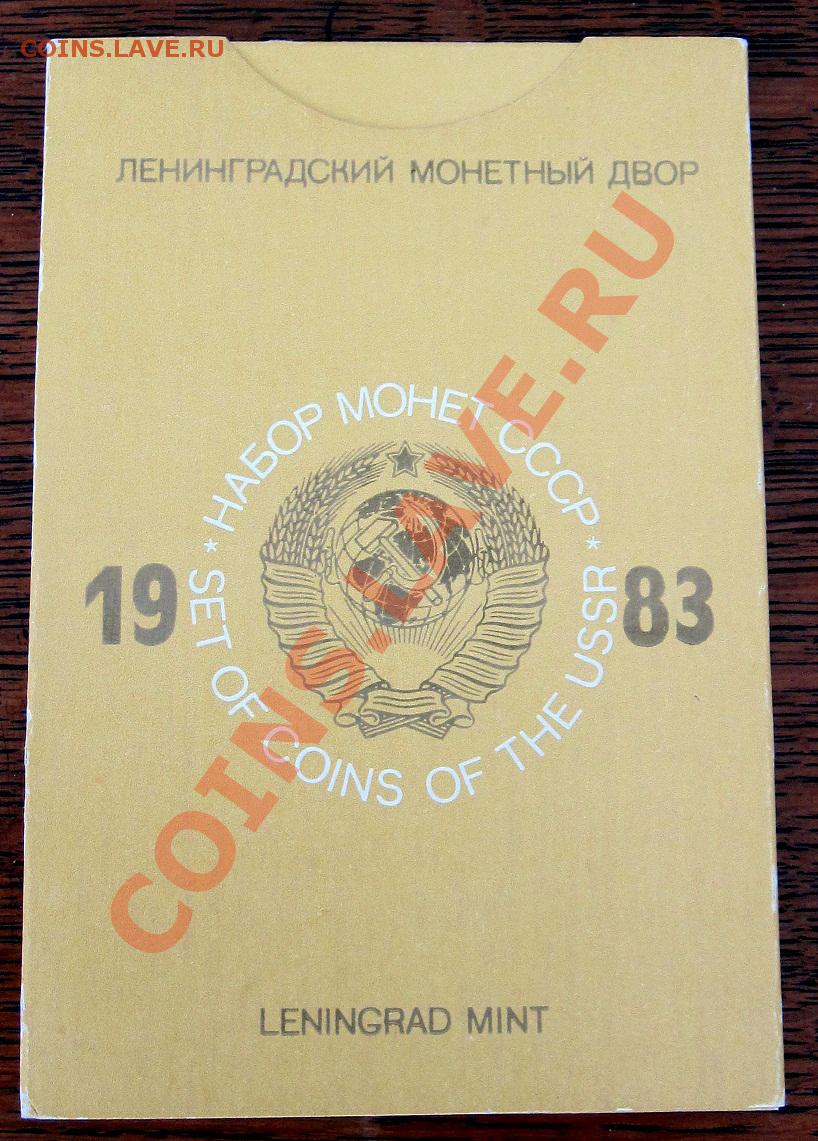 COINS.LAVE.RU
ЛЕНИНГРАДСКИЙ МОНЕТНЫЙ ДВОР
НАБОР МОНЕТ СССР
19 83
* SET OF COINS OF THE USSR *
COINS.LAVE.RU
LENINGRAD MINT